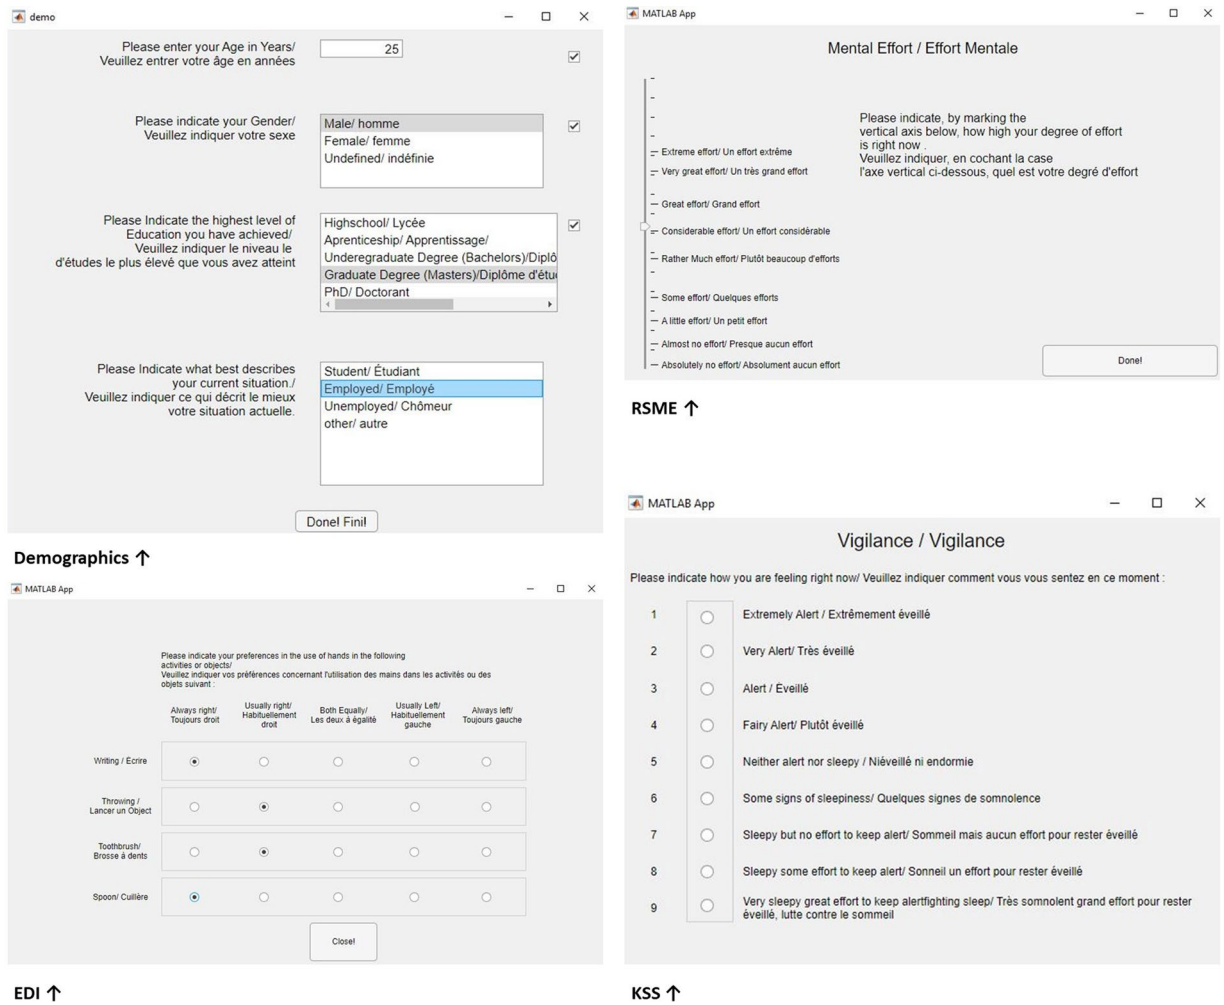 demo
Please enter your Age in Years/
Veuillez entrer votre âge en années
25
Please indicate your Gender/
Veuillez indiquer votre sexe
Male/ homme
Female/ femme
Undefined/ indéfinie
Please Indicate the highest level of
Education you have achieved/
Veuillez indiquer le niveau le
d'études le plus élevé que vous avez atteint
Highschool/ Lycée
Aprenticeship/ Apprentissage/
Underegraduate Degree (Bachelors)/Diplô
Graduate Degree (Masters)/Diplôme d'étu
PhD/ Doctorant
Please Indicate what best describes
your current situation./
Veuillez indiquer ce qui décrit le mieux
votre situation actuelle.
Student/ Étudiant
Employed/ Employé
Unemployed/ Chômeur
other/ autre
Done! Fini!
Demographics ↑
MATLAB App
Mental Effort / Effort Mentale
Please indicate, by marking the
vertical axis below, how high your degree of effort
is right now .
Veuillez indiquer, en cochant la case
l'axe vertical ci-dessous, quel est votre degré d'effort
Extreme effort/ Un effort extrême
Very great effort/ Un très grand effort
Great effort/ Grand effort
Considerable effort/ Un effort considérable
Rather Much effort/ Plutôt beaucoup d'efforts
Some effort/ Quelques efforts
A little effort/ Un petit effort
Almost no effort/ Presque aucun effort
Absolutely no effort/ Absolument aucun effort
Done!
RSME ↑
MATLAB App
Please indicate your preferences in the use of hands in the following
activities or objects/
Veuillez indiquer vos préférences concernant l'utilisation des mains dans les activités ou des
objets suivant :
Always right/
Toujours droit
Usually right/
Habituellement
droit
Both Equally/
Les deux à égalité
Usually Left/
Habituellement
gauche
Always left/
Toujours gauche
Writing / Écrire
Throwing /
Lancer un Object
Toothbrush/
Brosse à dents
Spoon/ Cuillère
Close!
EDI ↑
MATLAB App
Vigilance / Vigilance
Please indicate how you are feeling right now/ Veuillez indiquer comment vous vous sentez en ce moment :
1 Extremely Alert / Extrêmement éveillé
2 Very Alert/ Très éveillé
3 Alert / Éveillé
4 Fairy Alert/ Plutôt éveillé
5 Neither alert nor sleepy / Niéveillé ni endormie
6 Some signs of sleepiness/ Quelques signes de somnolence
7 Sleepy but no effort to keep alert/ Sommeil mais aucun effort pour rester éveillé
8 Sleepy some effort to keep alert/ Sonneil un effort pour rester éveillé
9 Very sleepy great effort to keep alertfighting sleep/ Très somnolent grand effort pour rester
éveillé, lutte contre le sommeil
KSS ↑